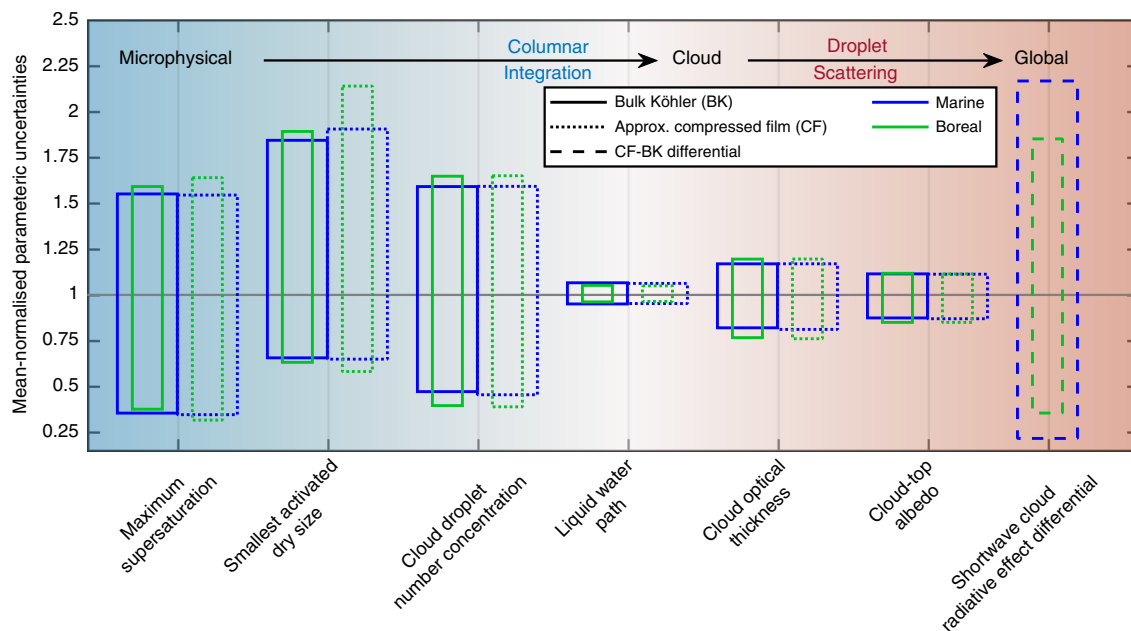 Mean-normalised parameteric uncertainties
2.5
2.25
2
1.75
1.5
1.25
1
0.75
0.5
0.25
Microphysical
Columnar
Integration
Cloud
Droplet
Scattering
Global
Bulk Köhler (BK)
Approx. compressed film (CF)
CF-BK differential
Marine
Boreal
Maximum
supersaturation
Smallest activated
dry size
Cloud droplet
number concentration
Liquid water
path
Cloud optical
thickness
Cloud-top
albedo
Shortwave cloud
radiative effect differential